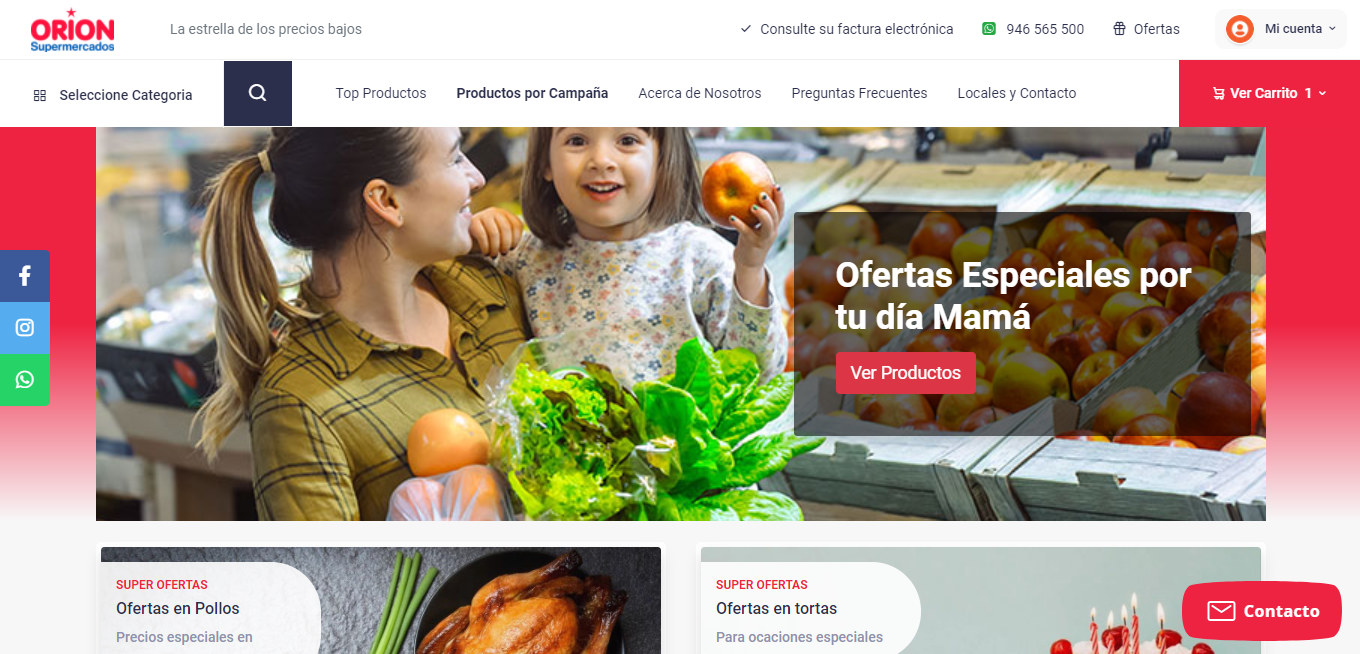 ORION
Supermercados
La estrella de los precios bajos
Consulte su factura electrónica
946 565 500
Ofertas
Mi cuenta
Seleccione Categoria
Top Productos
Productos por Campaña
Acerca de Nosotros
Preguntas Frecuentes
Locales y Contacto
Ver Carrito 1
Ofertas Especiales por
tu día Mamá
Ver Productos
SUPER OFERTAS
Ofertas en Pollos
Precios especiales en
SUPER OFERTAS
Ofertas en tortas
Para ocaciones especiales
Contacto